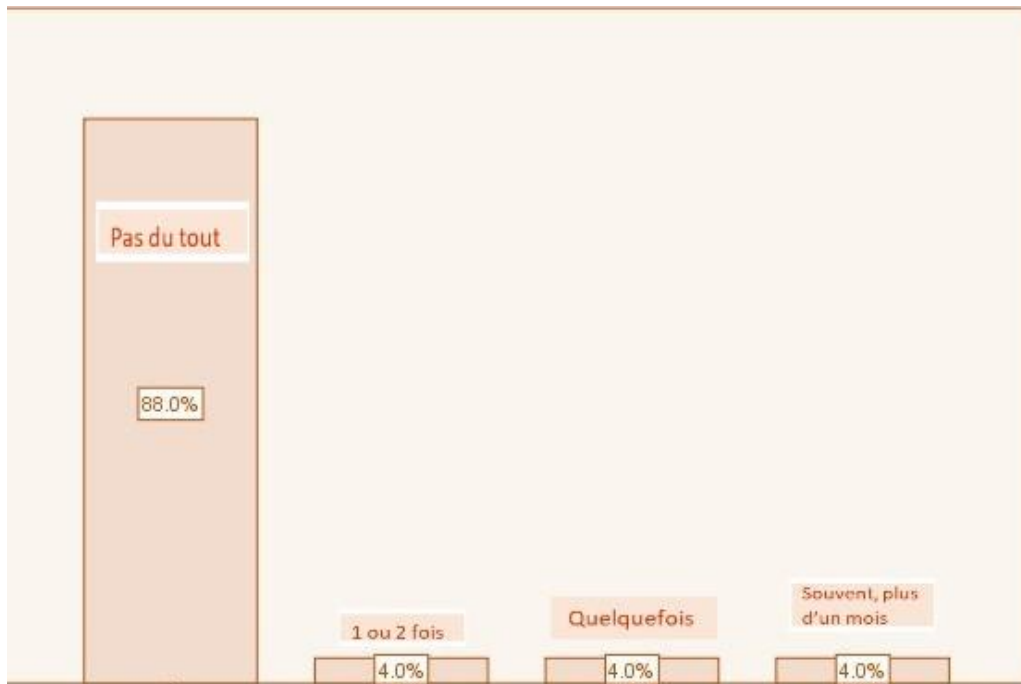 Pas du tout
88.0%
1 ou 2 fois
4.0%
Quelquefois
4.0%
Souvent, plus
d'un mois
4.0%